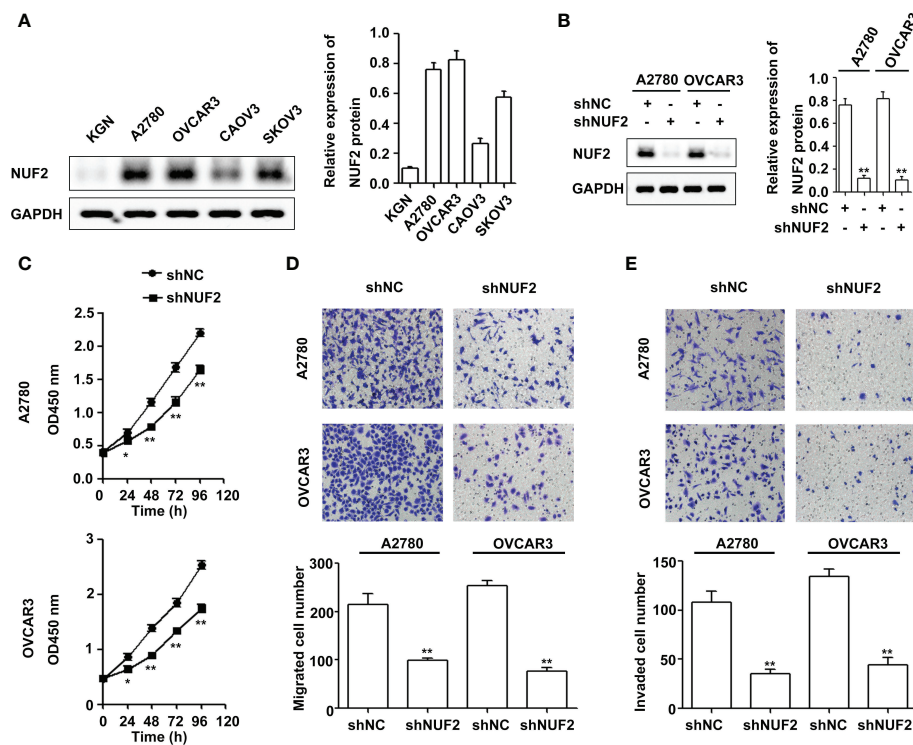 A
KGN
A2780
OVCAR3
CAOV3
SKOV3
NUF2
GAPDH
Relative expression of
NUF2 protein
1.0
0.8
0.6
0.4
0.2
0.0
KGN
A2780
OVCAR3
CAOV3
SKOV3
B
A2780 OVCAR3
shNC + - + -
shNUF2 - + - +
NUF2
GAPDH
A2780
OVCAR3
Relative expression of
NUF2 protein
1.0
0.8
0.6
0.4
0.2
0.0
** **
shNC + - + -
shNUF2 - + - +
C
shNC
shNUF2
A2780
OD450 nm
2.5
2.0
1.5
1.0
0.5
0.0
* ** ** **
0 24 48 72 96 120
Time (h)
OVCAR3
OD450 nm
3
2
1
0
* ** ** **
0 24 48 72 96 120
Time (h)
D
shNC shNUF2
A2780
OVCAR3
A2780 OVCAR3
Migrated cell number
300
200
100
0
** **
shNC shNUF2 shNC shNUF2
E
shNC shNUF2
A2780
OVCAR3
A2780 OVCAR3
Invaded cell number
150
100
50
0
** **
shNC shNUF2 shNC shNUF2